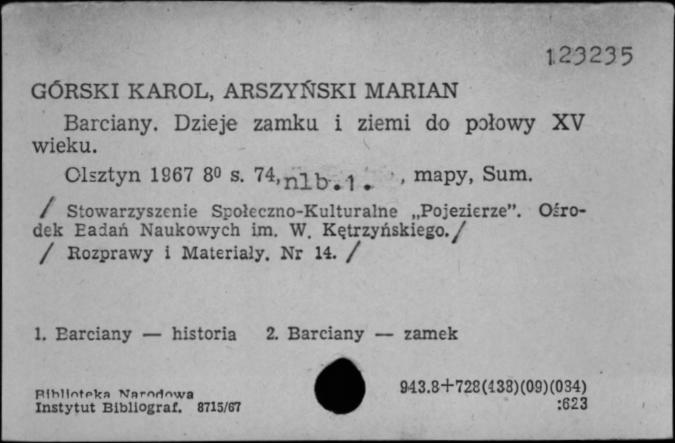 123235
GÓRSKI KAROL, ARSZYŃSKI MARIAN
Barciany. Dzieje zamku i ziemi do połowy XV
wieku.
Olsztyn 1967 8⁰ s. 74, nlb. 1. , mapy, Sum.
/ Stowarzyszenie Społeczno-Kulturalne „Pojezierze". Ośro-
dek Badań Naukowych im. W. Kętrzyńskiego. /
/ Rozprawy i Materiały. Nr 14. /
1. Barciany — historia 2. Barciany — zamek
Biblioteka Narodowa
Instytut Bibliograf. 8715/67
943.8+728(438)(09)(084)
:623